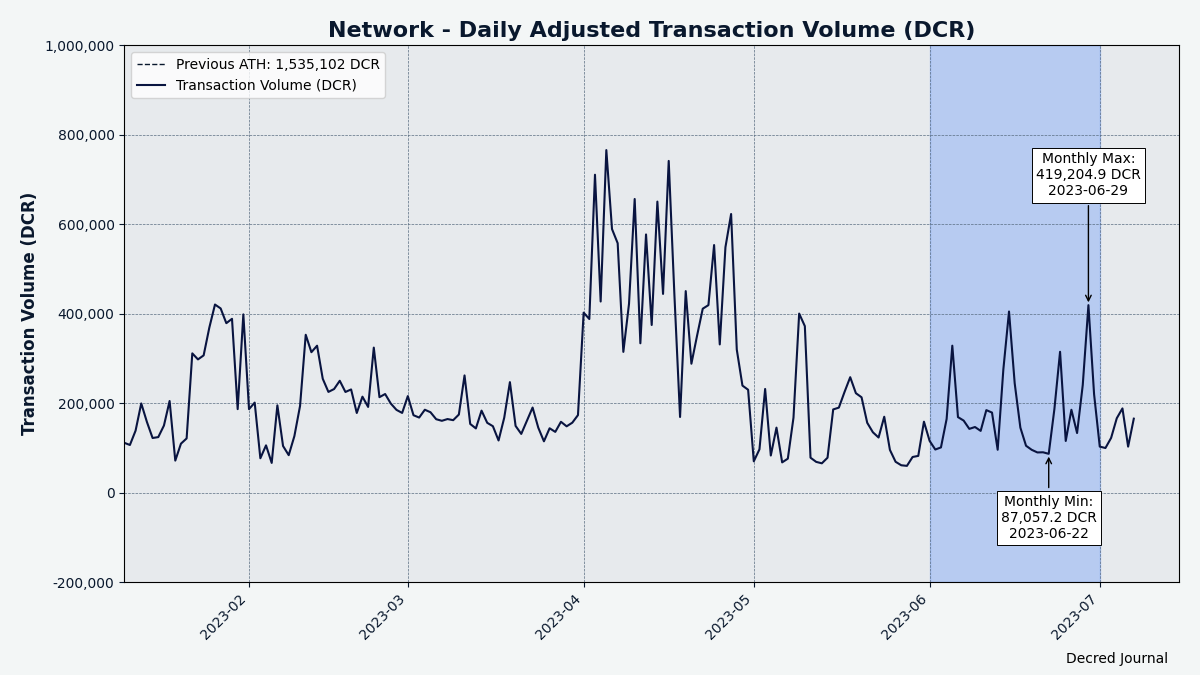 Network - Daily Adjusted Transaction Volume (DCR)
Transaction Volume (DCR)
1,000,000
800,000
600,000
400,000
200,000
0
-200,000
Previous ATH: 1,535,102 DCR
Transaction Volume (DCR)
Monthly Max:
419,204.9 DCR
2023-06-29
Monthly Min:
87,057.2 DCR
2023-06-22
2023-02
2023-03
2023-04
2023-05
2023-06
2023-07
Decred Journal